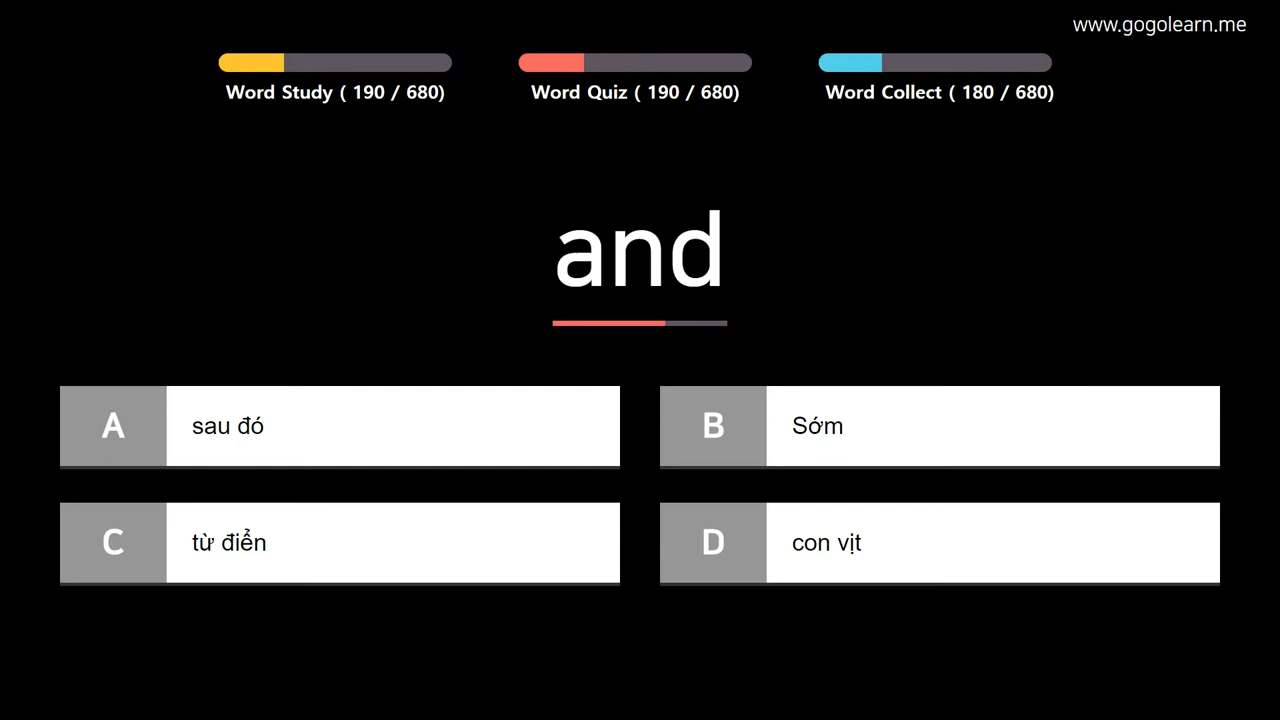 www.gogolearn.me
Word Study ( 190 / 680)
Word Quiz ( 190 / 680)
Word Collect ( 180 / 680)
and
A sau đó
B Sớm
C từ điển
D con vịt